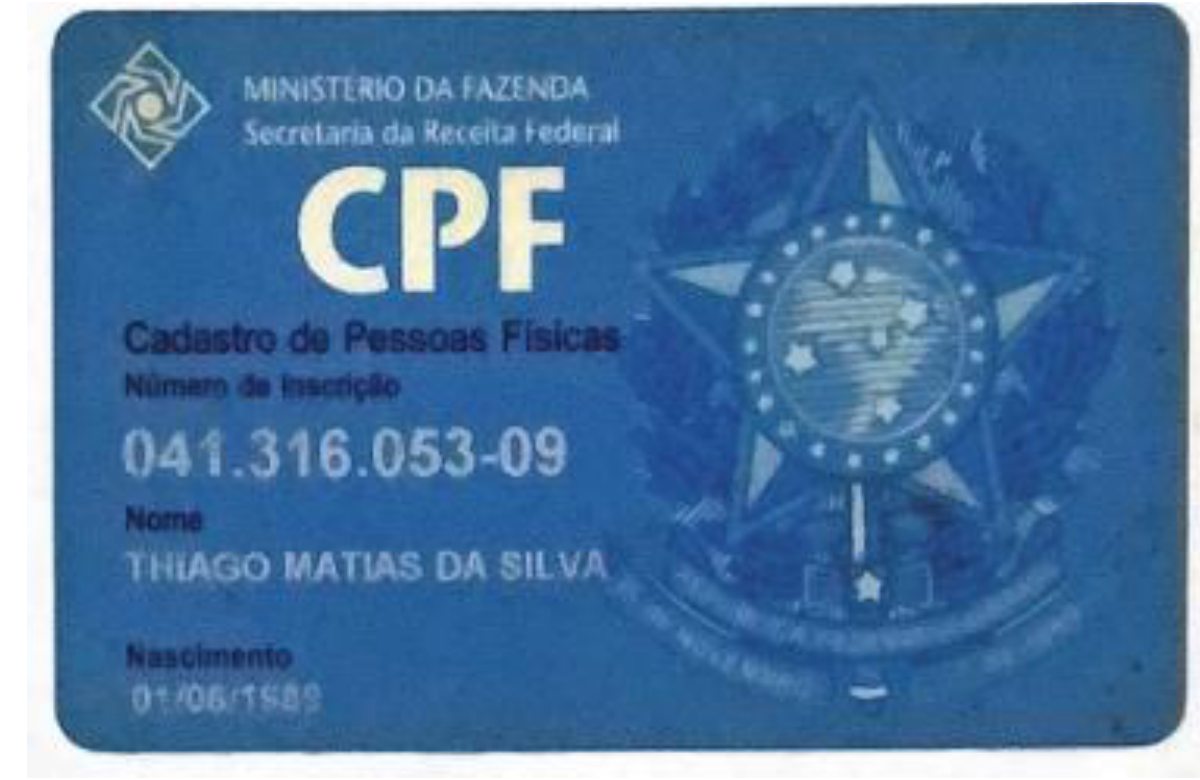 MINISTÉRIO DA FAZENDA
Secretaria da Receita Federal
CPF
Cadastro de Pessoas Físicas
Número de Inscrição
041.316.053-09
Nome
THIAGO MATIAS DA SILVA
Nascimento